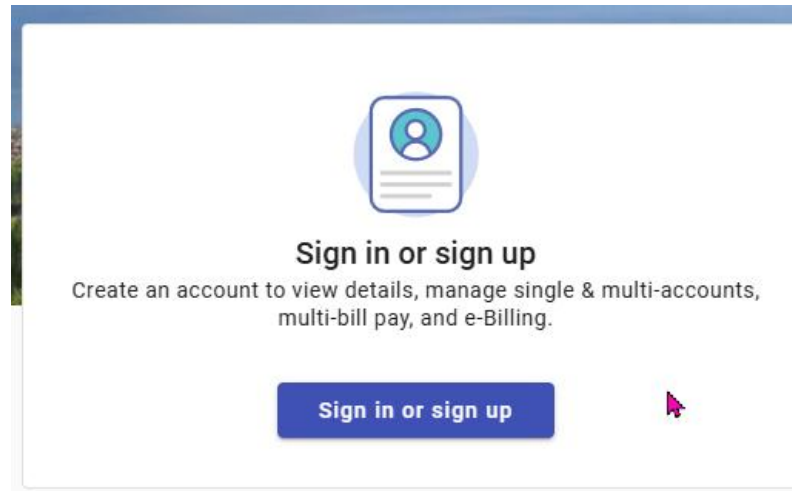 Sign in or sign up
Create an account to view details, manage single & multi-accounts,
multi-bill pay, and e-Billing.
Sign in or sign up